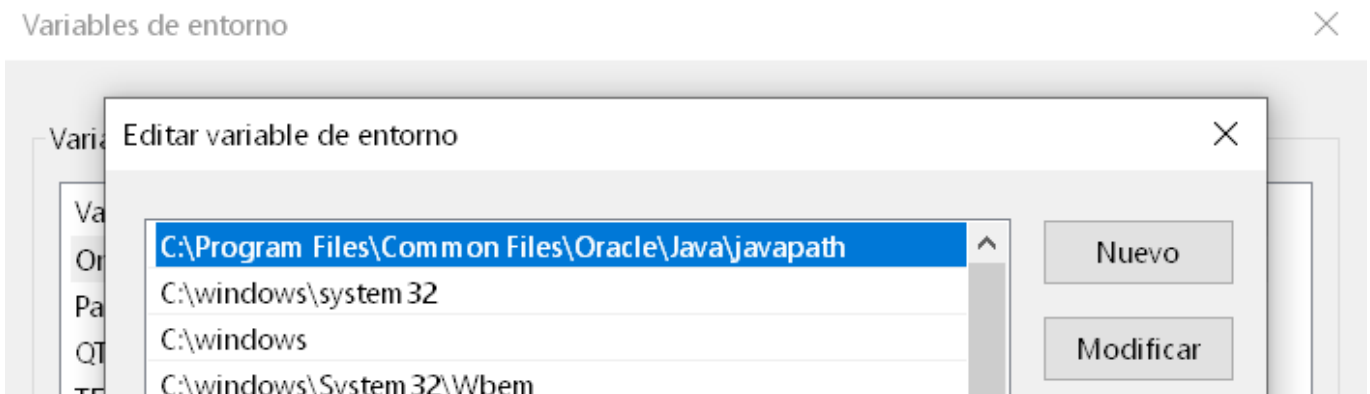 Variables de entorno
Editar variable de entorno
C:\Program Files\Common Files\Oracle\Java\javapath
Nuevo
C:\windows\system32
C:\windows
Modificar
C:\windows\System32\Wbem